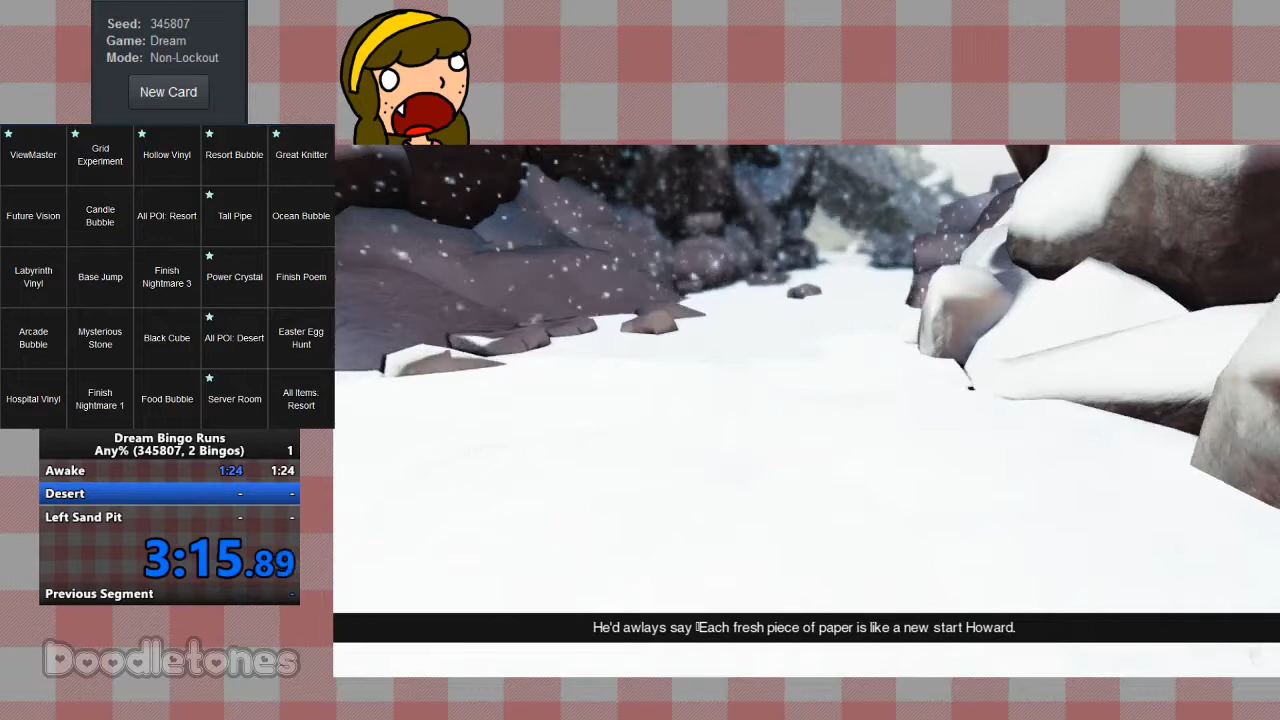 Seed: 345807
Game: Dream
Mode: Non-Lockout
New Card
ViewMaster
Grid Experiment
Hollow Vinyl
Resort Bubble
Great Knitter
Future Vision
Candle Bubble
All POI: Resort
Tall Pipe
Ocean Bubble
Labyrinth Vinyl
Base Jump
Finish Nightmare 3
Power Crystal
Finish Poem
Arcade Bubble
Mysterious Stone
Black Cube
All POI: Desert
Easter Egg Hunt
Hospital Vinyl
Finish Nightmare 1
Food Bubble
Server Room
All Items: Resort
Dream Bingo Runs
Any% (345807, 2 Bingos) 1
Awake 1:24 1:24
Desert - -
Left Sand Pit - -
3:15.89
Previous Segment -
Doodletones
He'd awlays say Each fresh piece of paper is like a new start Howard.